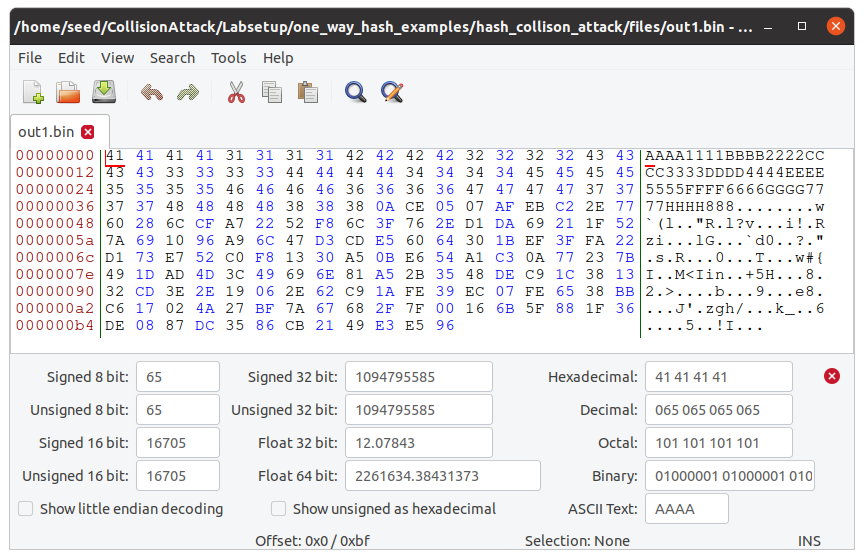 /home/seed/CollisionAttack/Labsetup/one_way_hash_examples/hash_collison_attack/files/out1.bin - ...
File Edit View Search Tools Help
out1.bin
00000000 41 41 41 41 31 31 31 31 42 42 42 42 32 32 32 32 43 43 AAAA1111BBBB2222CC
00000012 43 43 33 33 33 33 44 44 44 44 34 34 34 34 45 45 45 45 CC3333DDDD4444EEEE
00000024 35 35 35 35 46 46 46 46 36 36 36 36 47 47 47 47 37 37 5555FFFF6666GGGG77
00000036 37 37 48 48 48 48 38 38 38 0A CE 05 07 AF EB C2 2E 77 77HHHH888........w
00000048 60 28 6C CF A7 22 52 F8 6C 3F 76 2E D1 DA 69 21 1F 52 `(l.."R.l?v...i!.R
0000005a 7A 69 10 96 A9 6C 47 D3 CD E5 60 64 30 1B EF 3F FA 22 zi...lG...`d0..?."
0000006c D1 73 E7 52 C0 F8 13 30 A5 0B E6 54 A1 C3 0A 77 23 7B .s.R...0...T...w#{
0000007e 49 1D AD 4D 3C 49 69 6E 81 A5 2B 35 48 DE C9 1C 38 13 I..M<Iin..+5H...8.
00000090 32 CD 3E 2E 19 06 2E 62 C9 1A FE 39 EC 07 FE 65 38 BB 2.>....b...9...e8.
000000a2 C6 17 02 4A 27 BF 7A 67 68 2F 7F 00 16 6B 5F 88 1F 36 ...J'.zgh/...k_..6
000000b4 DE 08 87 DC 35 86 CB 21 49 E3 E5 96 ....5..!I...
Signed 8 bit: 65 Signed 32 bit: 1094795585 Hexadecimal: 41 41 41 41
Unsigned 8 bit: 65 Unsigned 32 bit: 1094795585 Decimal: 065 065 065 065
Signed 16 bit: 16705 Float 32 bit: 12.07843 Octal: 101 101 101 101
Unsigned 16 bit: 16705 Float 64 bit: 2261634.38431373 Binary: 01000001 01000001 010
Show little endian decoding Show unsigned as hexadecimal ASCII Text: AAAA
Offset: 0x0 / 0xbf Selection: None INS